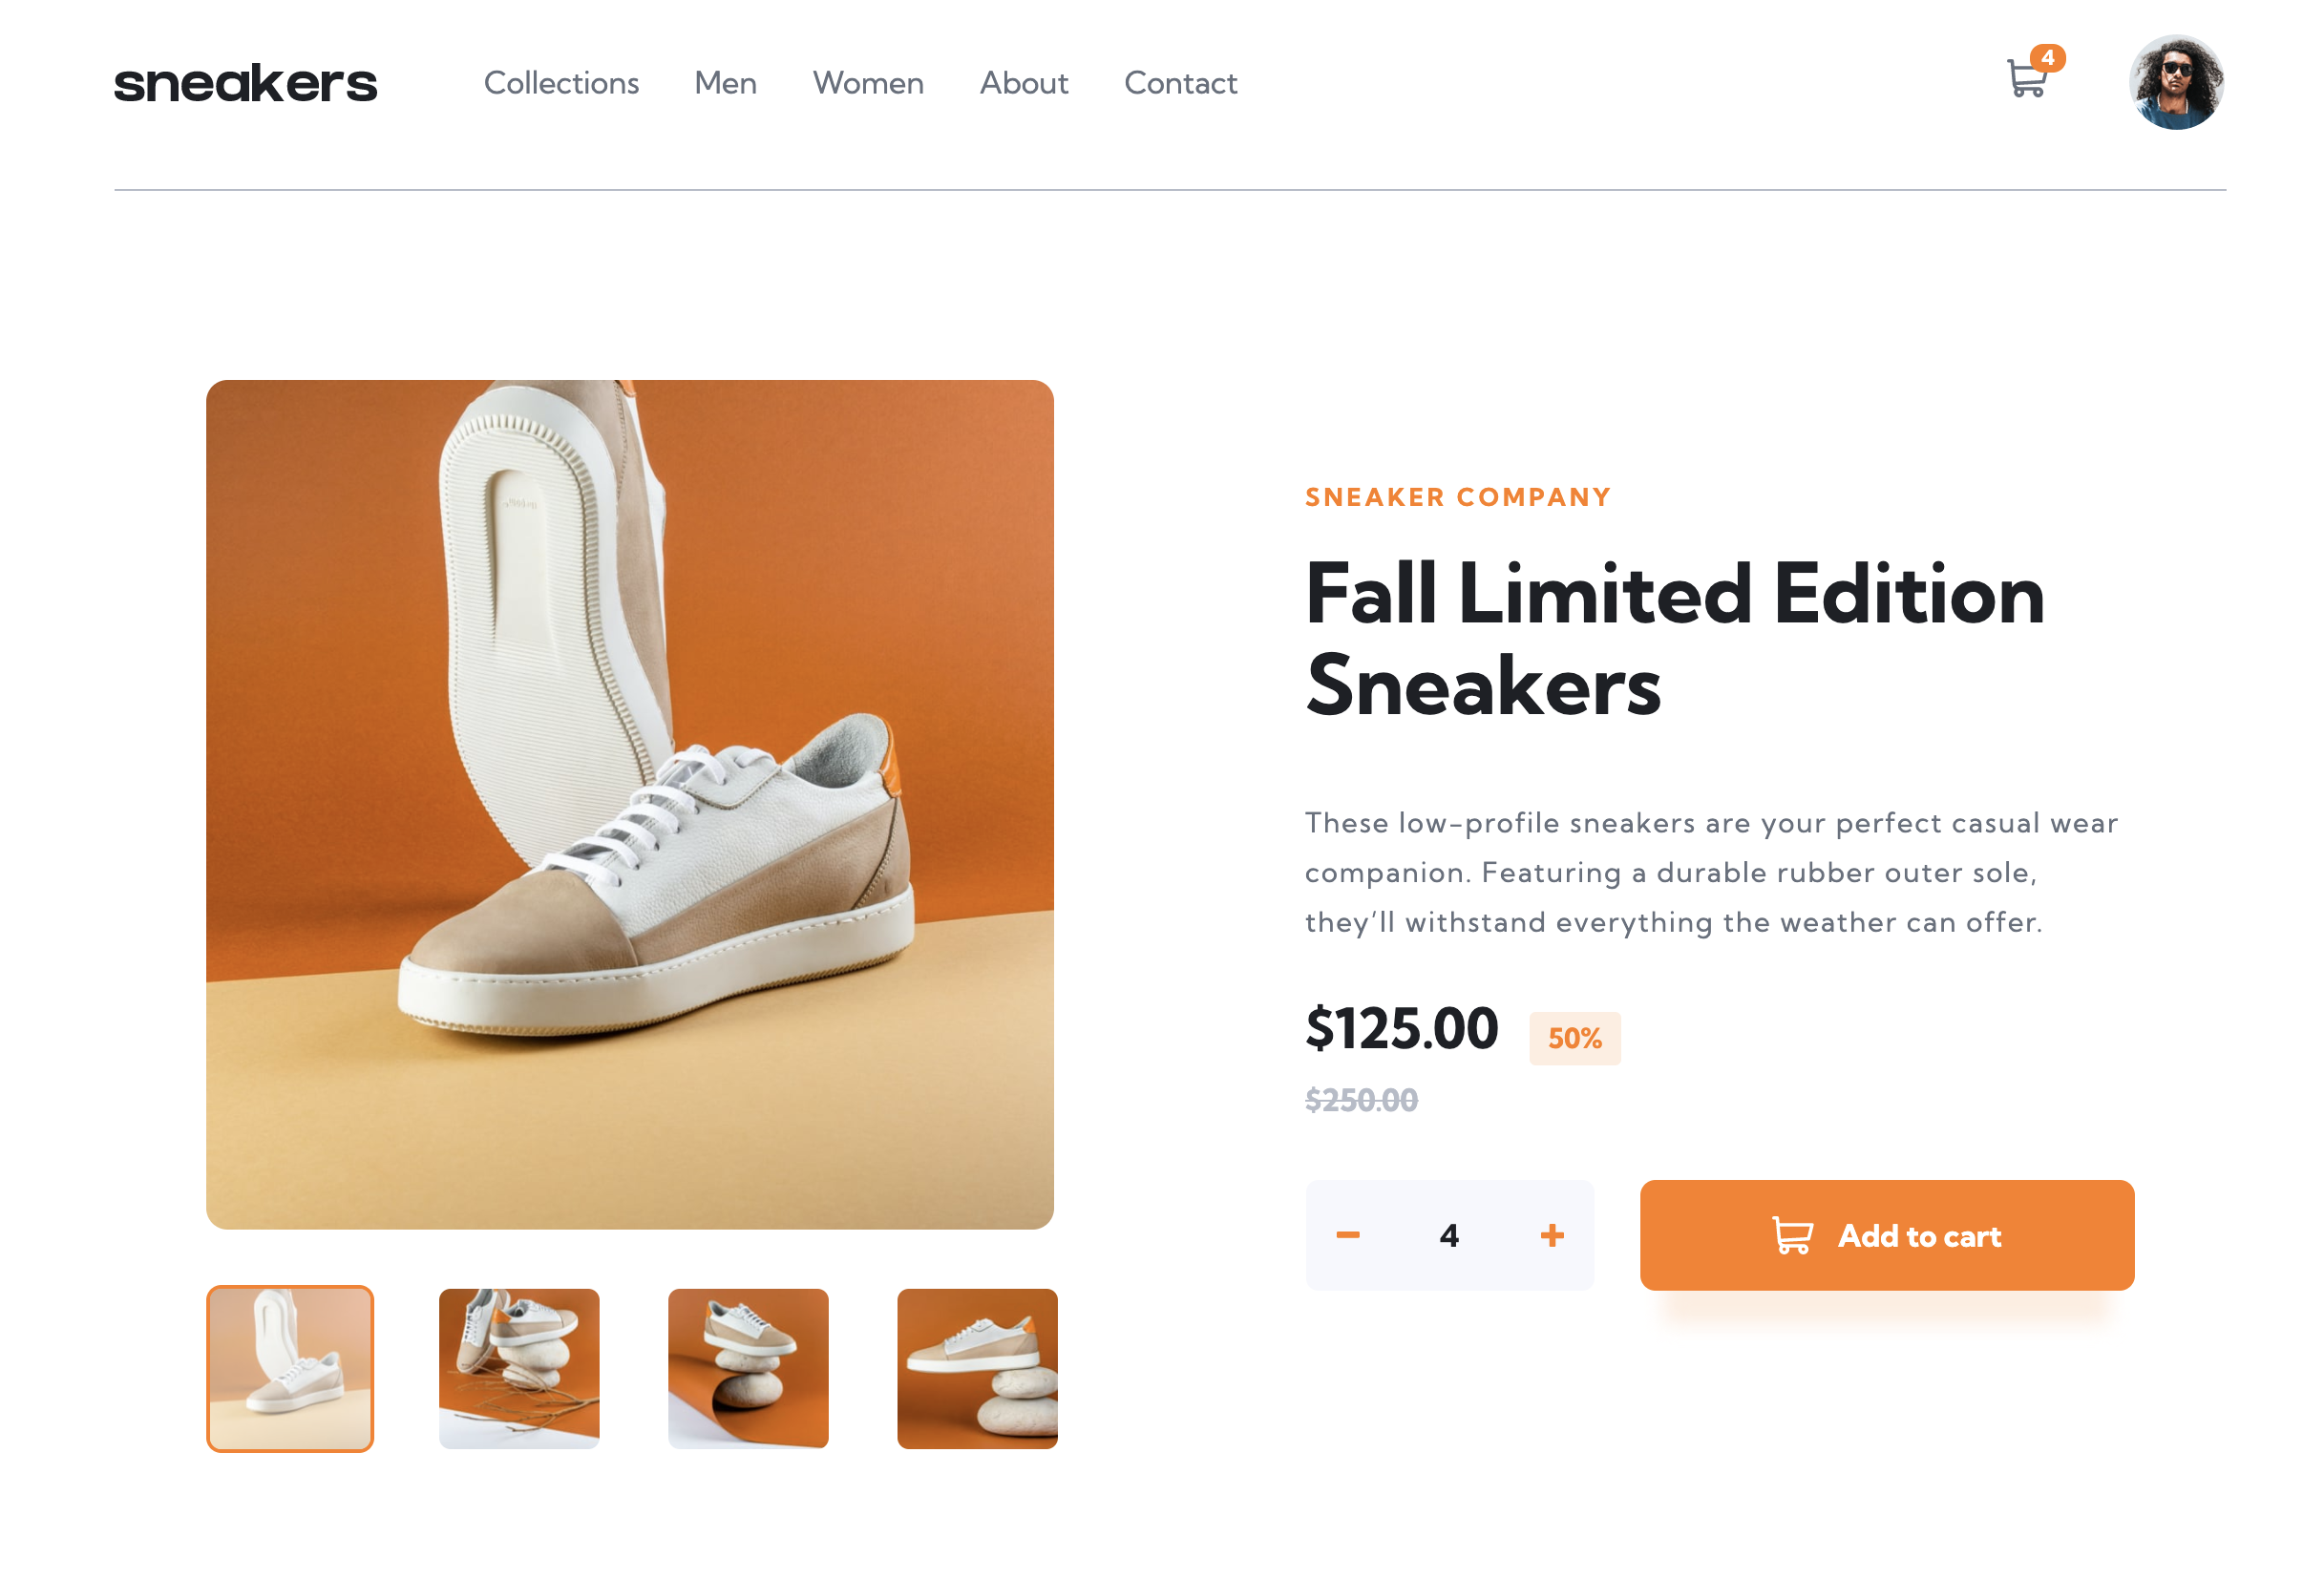 sneakers
Collections Men Women About Contact
4
SNEAKER COMPANY
Fall Limited Edition
Sneakers
These low-profile sneakers are your perfect casual wear
companion. Featuring a durable rubber outer sole,
they’ll withstand everything the weather can offer.
$125.00 50%
$250.00
− 4 +
Add to cart